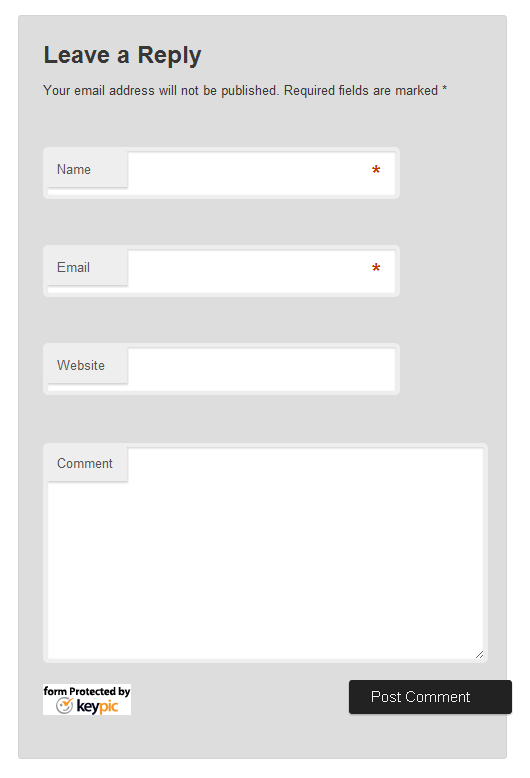 Leave a Reply
Your email address will not be published. Required fields are marked *
Name *
Email *
Website
Comment
form Protected by
keypic
Post Comment